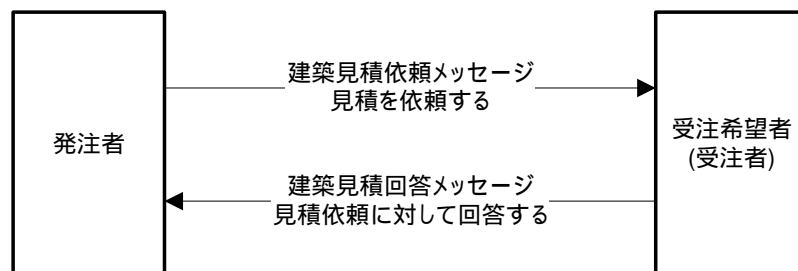 建築見積依頼メッセージ
見積を依頼する
発注者
受注希望者
(受注者)
建築見積回答メッセージ
見積依頼に対して回答する